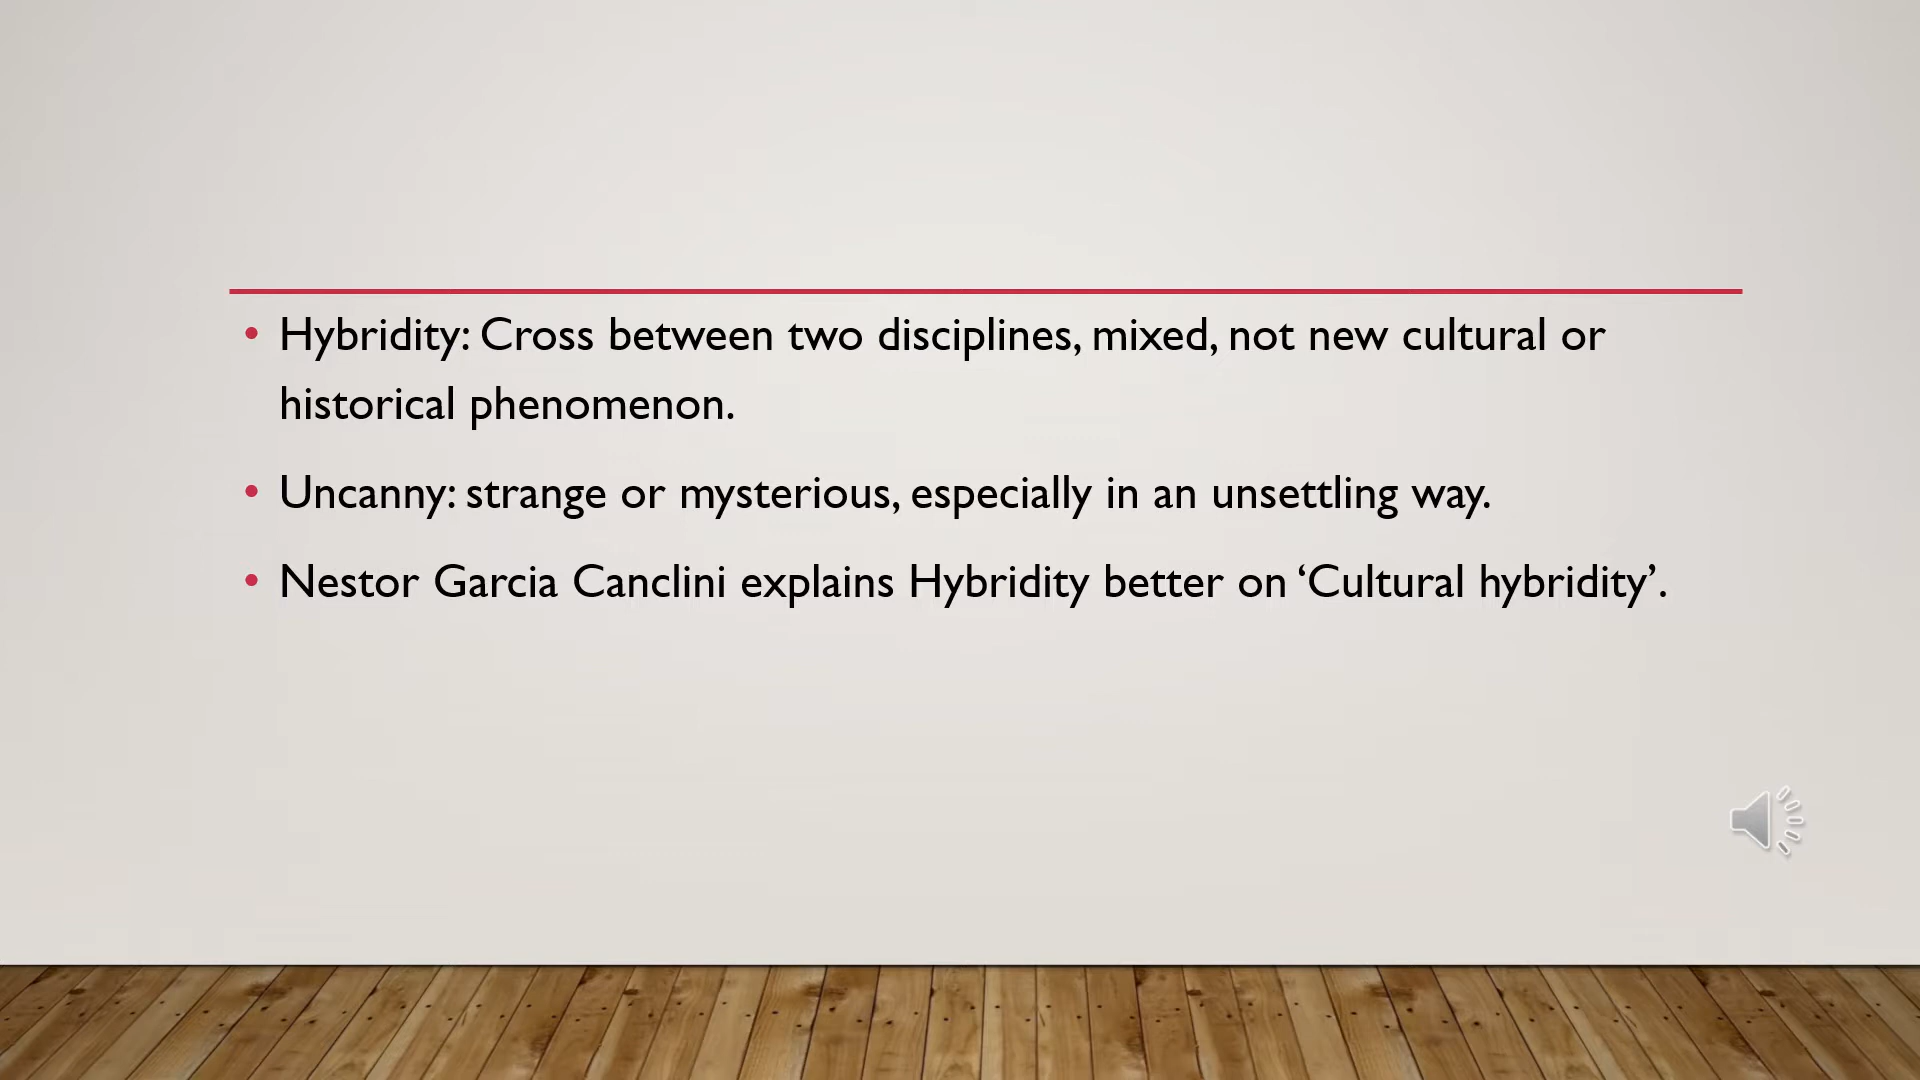 • Hybridity: Cross between two disciplines, mixed, not new cultural or
historical phenomenon.
• Uncanny: strange or mysterious, especially in an unsettling way.
• Nestor Garcia Canclini explains Hybridity better on ‘Cultural hybridity’.